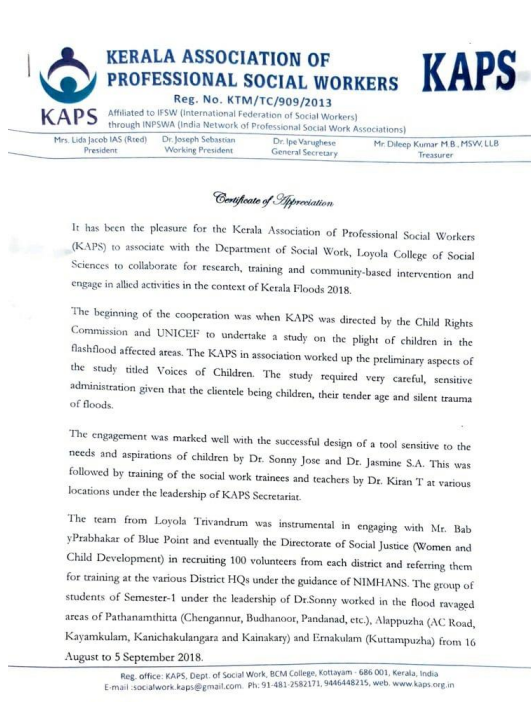 KERALA ASSOCIATION OF
PROFESSIONAL SOCIAL WORKERS
KAPS
Reg. No. KTM/TC/909/2013
KAPS
Affiliated to IFSW (International Federation of Social Workers)
through INPSWA (India Network of Professional Social Work Associations)
Mrs. Lida Jacob IAS (Rted) Dr. Joseph Sebastian Dr. Ipe Varughese Mr. Dileep Kumar M.B., MSW, LLB
President Working President General Secretary Treasurer
Certificate of Appreciation
It has been the pleasure for the Kerala Association of Professional Social Workers
(KAPS) to associate with the Department of Social Work, Loyola College of Social
Sciences to collaborate for research, training and community-based intervention and
engage in allied activities in the context of Kerala Floods 2018.
The beginning of the cooperation was when KAPS was directed by the Child Rights
Commission and UNICEF to undertake a study on the plight of children in the
flashflood affected areas. The KAPS in association worked up the preliminary aspects of
the study titled Voices of Children. The study required very careful, sensitive
administration given that the clientele being children, their tender age and silent trauma
of floods.
The engagement was marked well with the successful design of a tool sensitive to the
needs and aspirations of children by Dr. Sonny Jose and Dr. Jasmine S.A. This was
followed by training of the social work trainees and teachers by Dr. Kiran T at various
locations under the leadership of KAPS Secretariat.
The team from Loyola Trivandrum was instrumental in engaging with Mr. Bab
yPrabhakar of Blue Point and eventually the Directorate of Social Justice (Women and
Child Development) in recruiting 100 volunteers from each district and referring them
for training at the various District HQs under the guidance of NIMHANS. The group of
students of Semester-1 under the leadership of Dr.Sonny worked in the flood ravaged
areas of Pathanamthitta (Chengannur, Budhanoor, Pandanad, etc.), Alappuzha (AC Road,
Kayamkulam, Kanichakulangara and Kainakary) and Ernakulam (Kuttampuzha) from 16
August to 5 September 2018.
Reg. office: KAPS, Dept. of Social Work, BCM College, Kottayam - 686 001, Kerala, India
E-mail :socialwork.kaps@gmail.com. Ph: 91-481-2582171, 9446448215, web. www.kaps.org.in